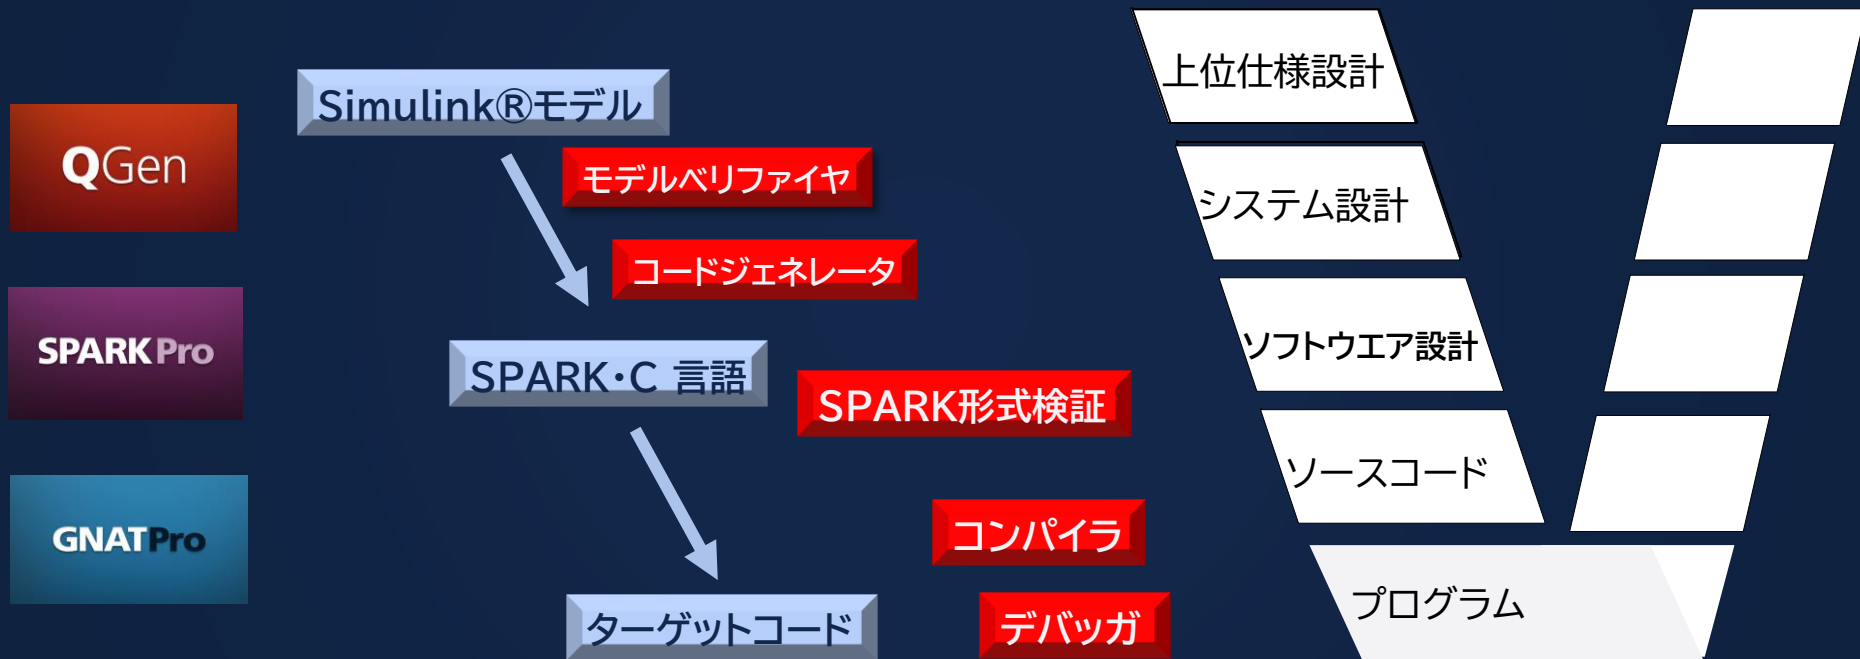 QGen
SPARK Pro
GNATPro
Simulink®モデル
モデルベリファイヤ
コードジェネレータ
SPARK・C 言語
SPARK形式検証
コンパイラ
デバッガ
ターゲットコード
上位仕様設計
システム設計
ソフトウエア設計
ソースコード
プログラム